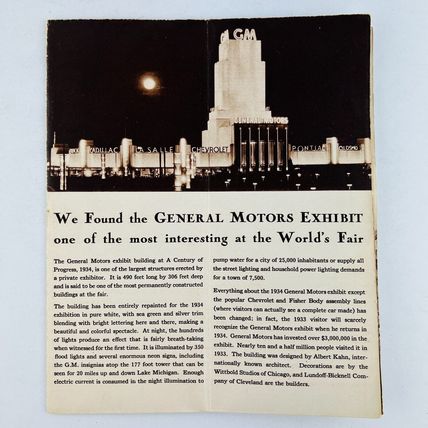 GM
GENERAL MOTORS
CADILLAC LA SALLE CHEVROLET PONTIAC OLDSMO
We Found the GENERAL MOTORS EXHIBIT
one of the most interesting at the World's Fair
The General Motors exhibit building at A Century of
Progress, 1934, is one of the largest structures erected by
a private exhibitor. It is 490 feet long by 306 feet deep
and is said to be one of the most permanently constructed
buildings at the fair.
The building has been entirely repainted for the 1934
exhibition in pure white, with sea green and silver trim
blending with bright lettering here and there, making a
beautiful and colorful spectacle. At night, the hundreds
of lights produce an effect that is fairly breath-taking
when witnessed for the first time. It is illuminated by 350
flood lights and several enormous neon signs, including
the G.M. insignias atop the 177 foot tower that can be
seen for 20 miles up and down Lake Michigan. Enough
electric current is consumed in the night illumination to
pump water for a city of 25,000 inhabitants or supply all
the street lighting and household power lighting demands
for a town of 7,500.
Everything about the 1934 General Motors exhibit except
the popular Chevrolet and Fisher Body assembly lines
(where visitors can actually see a complete car made) has
been changed; in fact, the 1933 visitor will scarcely
recognize the General Motors exhibit when he returns in
1934. General Motors has invested over $3,000,000 in the
exhibit. Nearly ten and a half million people visited it in
1933. The building was designed by Albert Kahn, inter-
nationally known architect. Decorations are by the
Wittbold Studios of Chicago, and Lundoff-Bicknell Com-
pany of Cleveland are the builders.